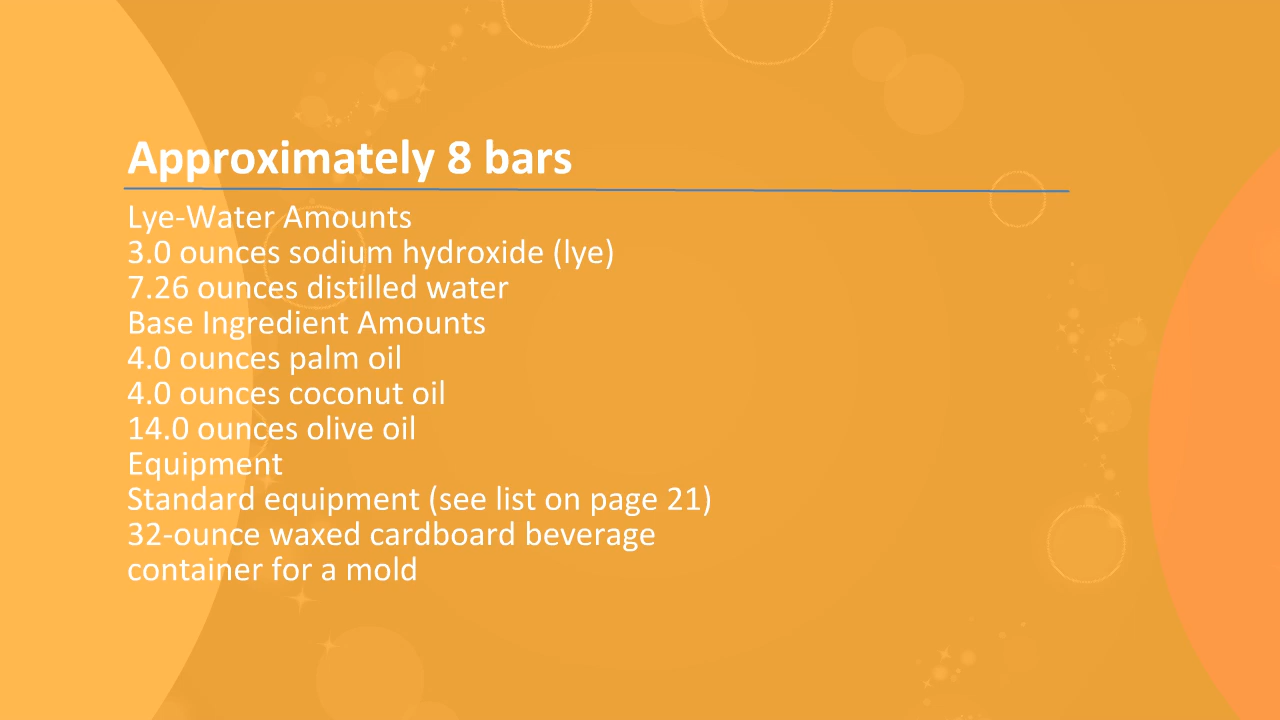 Approximately 8 bars
Lye-Water Amounts
3.0 ounces sodium hydroxide (lye)
7.26 ounces distilled water
Base Ingredient Amounts
4.0 ounces palm oil
4.0 ounces coconut oil
14.0 ounces olive oil
Equipment
Standard equipment (see list on page 21)
32-ounce waxed cardboard beverage
container for a mold